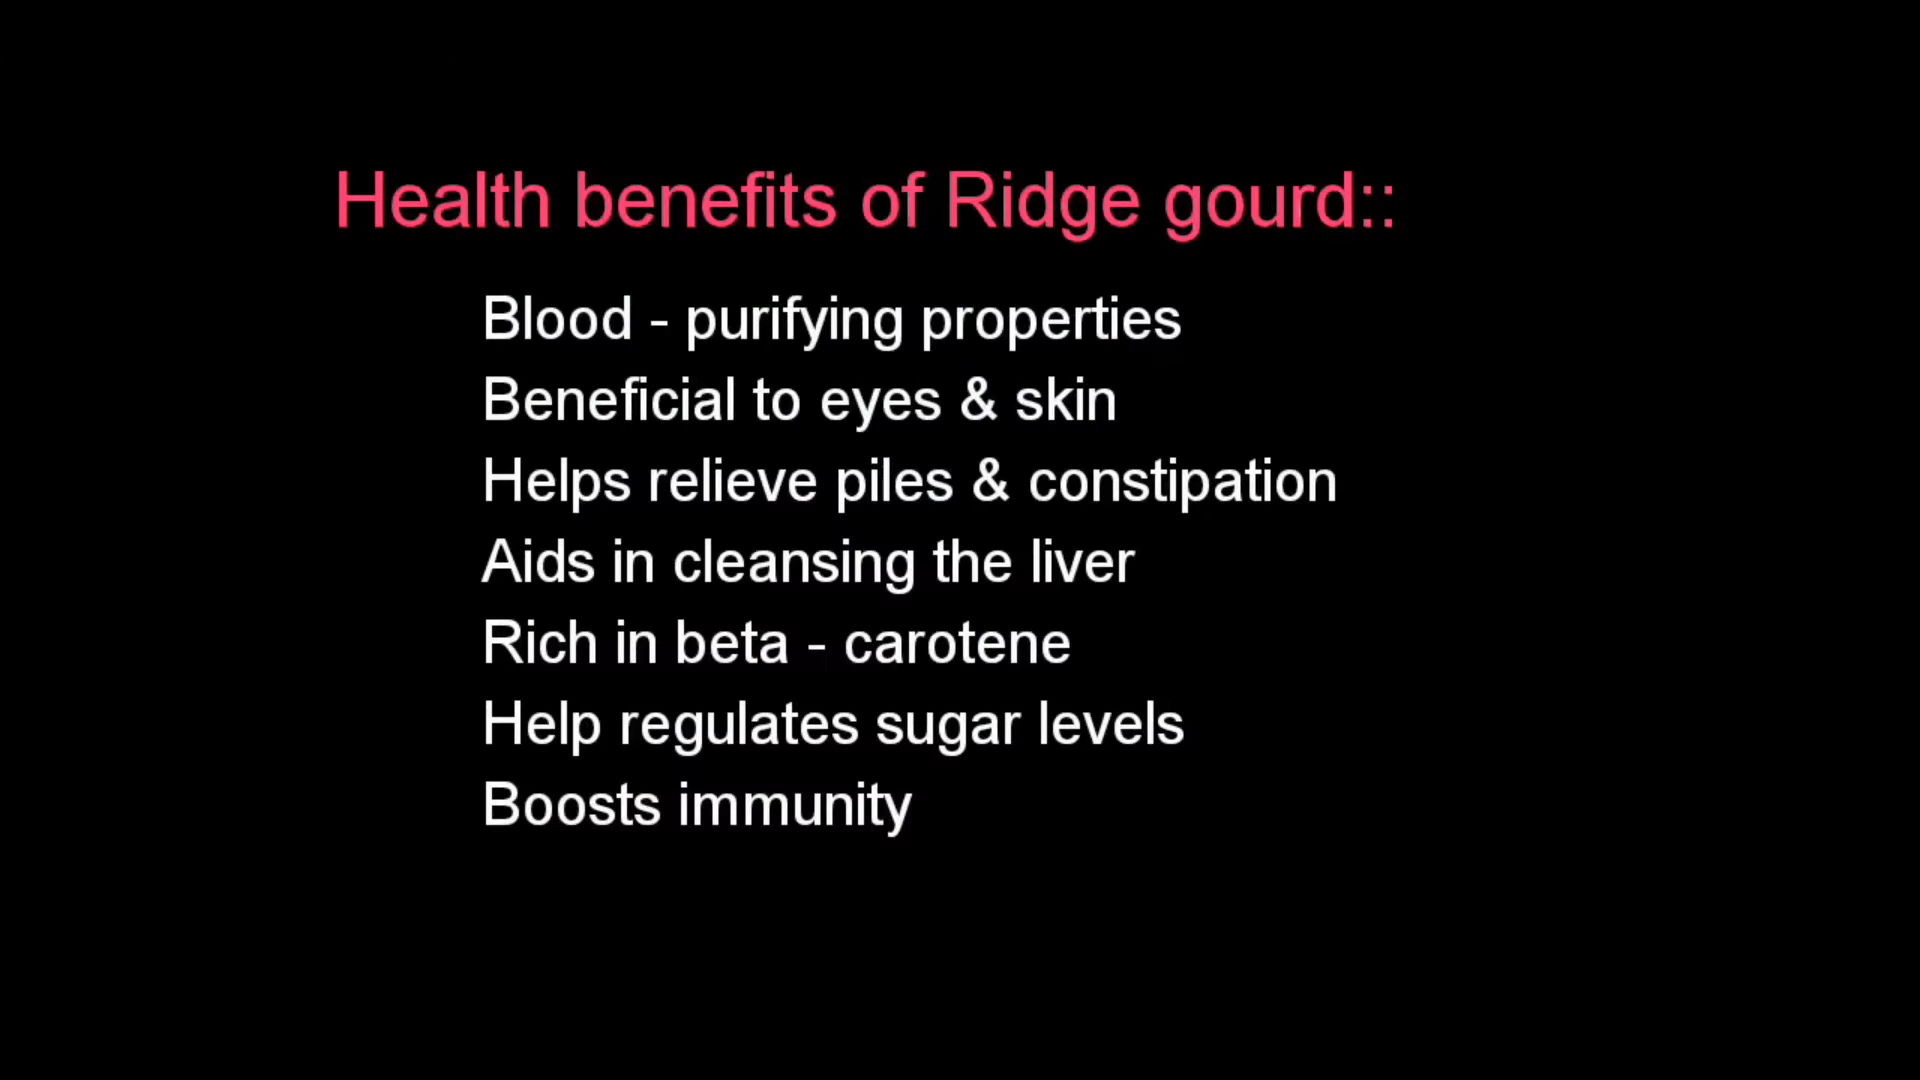 Health benefits of Ridge gourd::
Blood - purifying properties
Beneficial to eyes & skin
Helps relieve piles & constipation
Aids in cleansing the liver
Rich in beta - carotene
Help regulates sugar levels
Boosts immunity